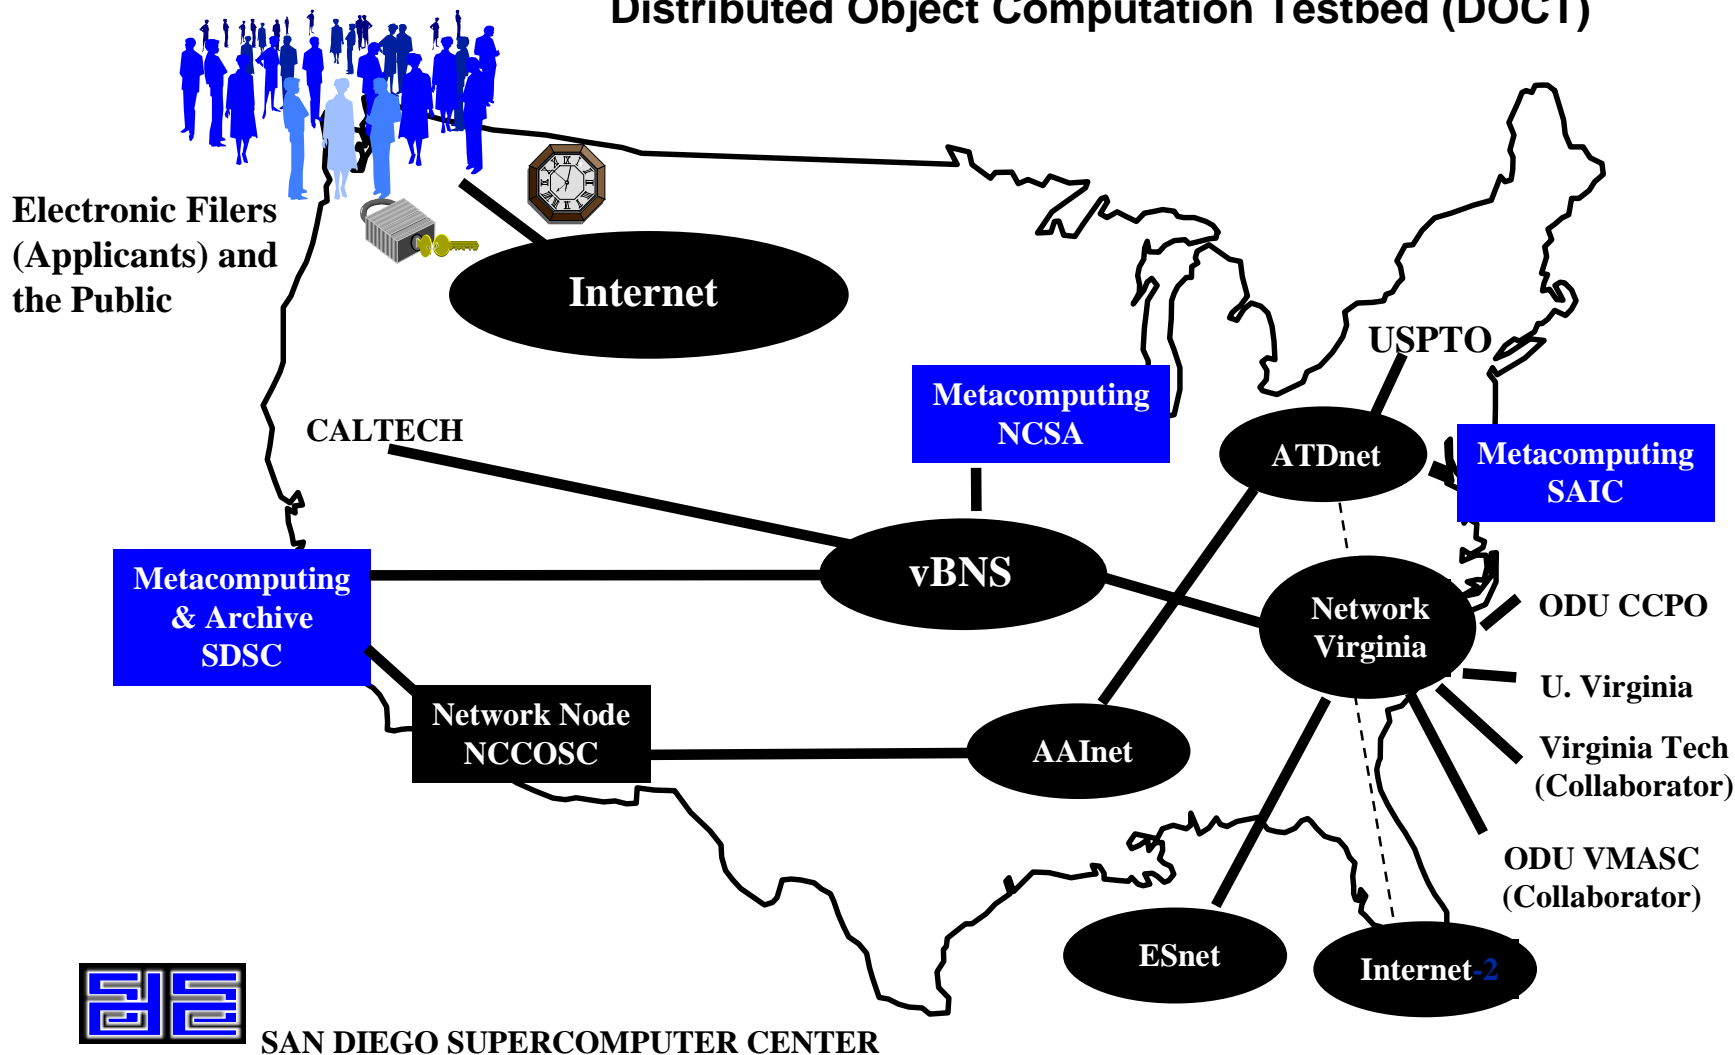 Distributed Object Computation Testbed (DOCT)
Electronic Filers
(Applicants) and
the Public
Internet
USPTO
Metacomputing
NCSA
CALTECH
ATDnet
Metacomputing
SAIC
vBNS
Metacomputing
& Archive
SDSC
Network
Virginia
ODU CCPO
U. Virginia
Network Node
NCCOSC
AAInet
Virginia Tech
(Collaborator)
ODU VMASC
(Collaborator)
ESnet
Internet-2
SAN DIEGO SUPERCOMPUTER CENTER